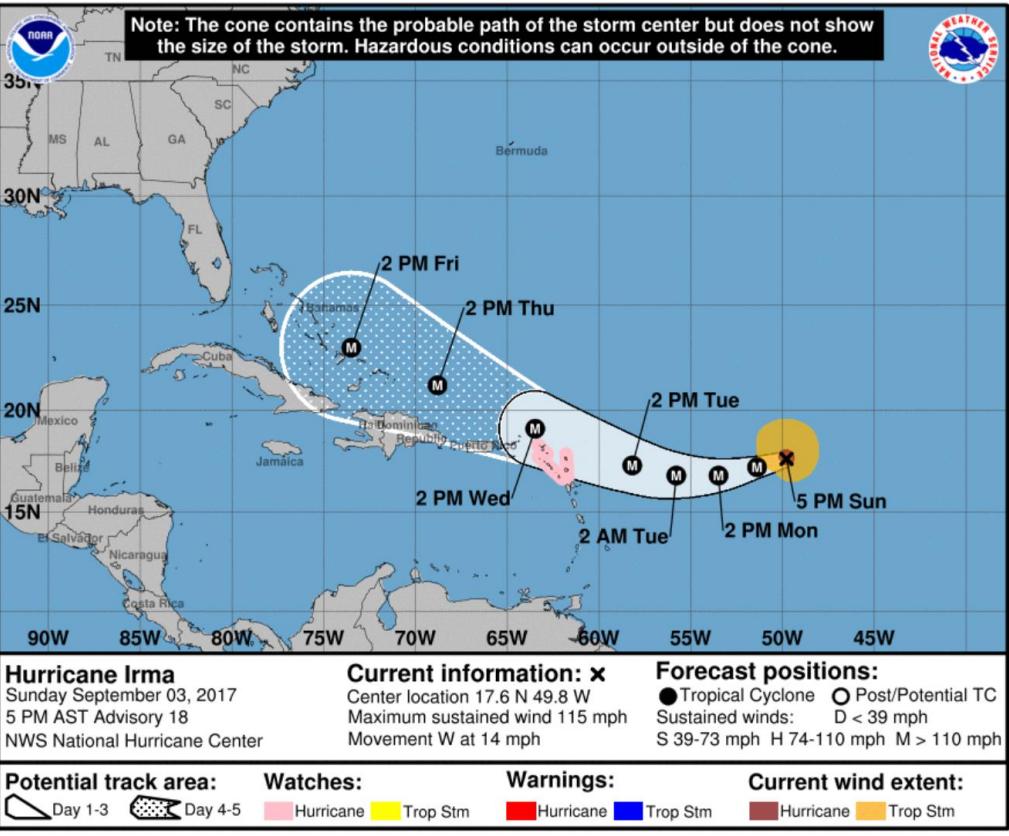 Note: The cone contains the probable path of the storm center but does not show
the size of the storm. Hazardous conditions can occur outside of the cone.
NOAA
NATIONAL WEATHER SERVICE
TN
NC
35N
SC
MS
AL
GA
Bermuda
30N
FL
2 PM Fri
25N
Bahamas
2 PM Thu
M
M
Cuba
2 PM Tue
20N
Mexico
Haiti
Dominican
Republic
Puerto Rico
M
Jamaica
Belize
M
M
M
M
2 PM Wed
5 PM Sun
Guatemala
15N
Honduras
2 AM Tue
2 PM Mon
El Salvador
Nicaragua
Costa Rica
90W 85W 80W 75W 70W 65W 60W 55W 50W 45W
Hurricane Irma
Sunday September 03, 2017
5 PM AST Advisory 18
NWS National Hurricane Center
Current information: x
Center location 17.6 N 49.8 W
Maximum sustained wind 115 mph
Movement W at 14 mph
Forecast positions:
Tropical Cyclone Post/Potential TC
Sustained winds: D < 39 mph
S 39-73 mph H 74-110 mph M > 110 mph
Potential track area:
Day 1-3 Day 4-5
Watches:
Hurricane Trop Stm
Warnings:
Hurricane Trop Stm
Current wind extent:
Hurricane Trop Stm